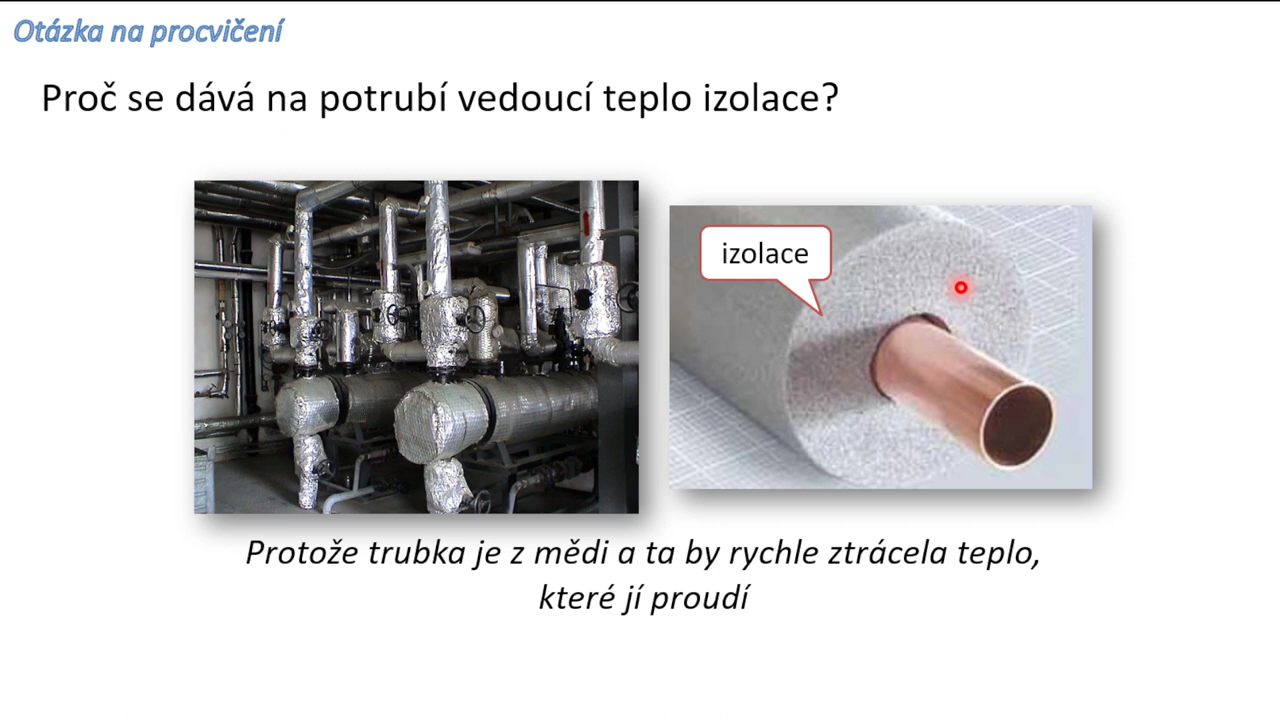 Otázka na procvičení
Proč se dává na potrubí vedoucí teplo izolace?
izolace
Protože trubka je z mědi a ta by rychle ztrácela teplo,
které jí proudí